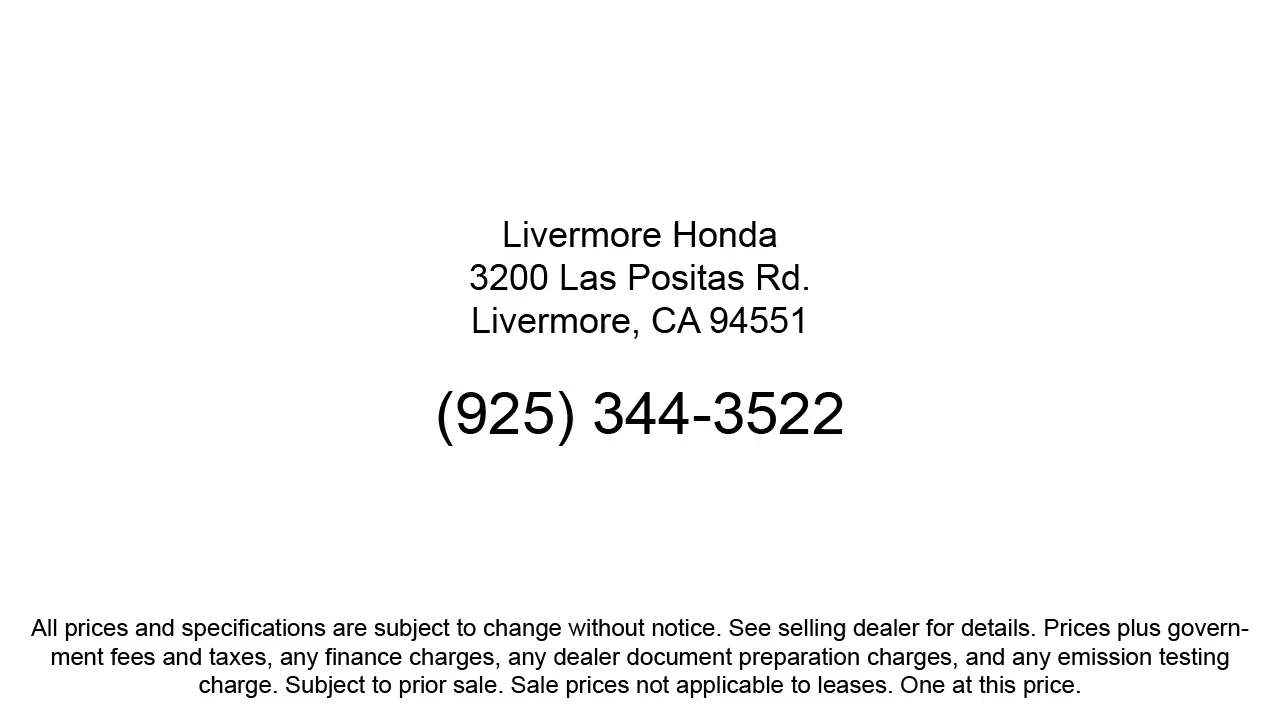 Livermore Honda
3200 Las Positas Rd.
Livermore, CA 94551
(925) 344-3522
All prices and specifications are subject to change without notice. See selling dealer for details. Prices plus govern-
ment fees and taxes, any finance charges, any dealer document preparation charges, and any emission testing
charge. Subject to prior sale. Sale prices not applicable to leases. One at this price.